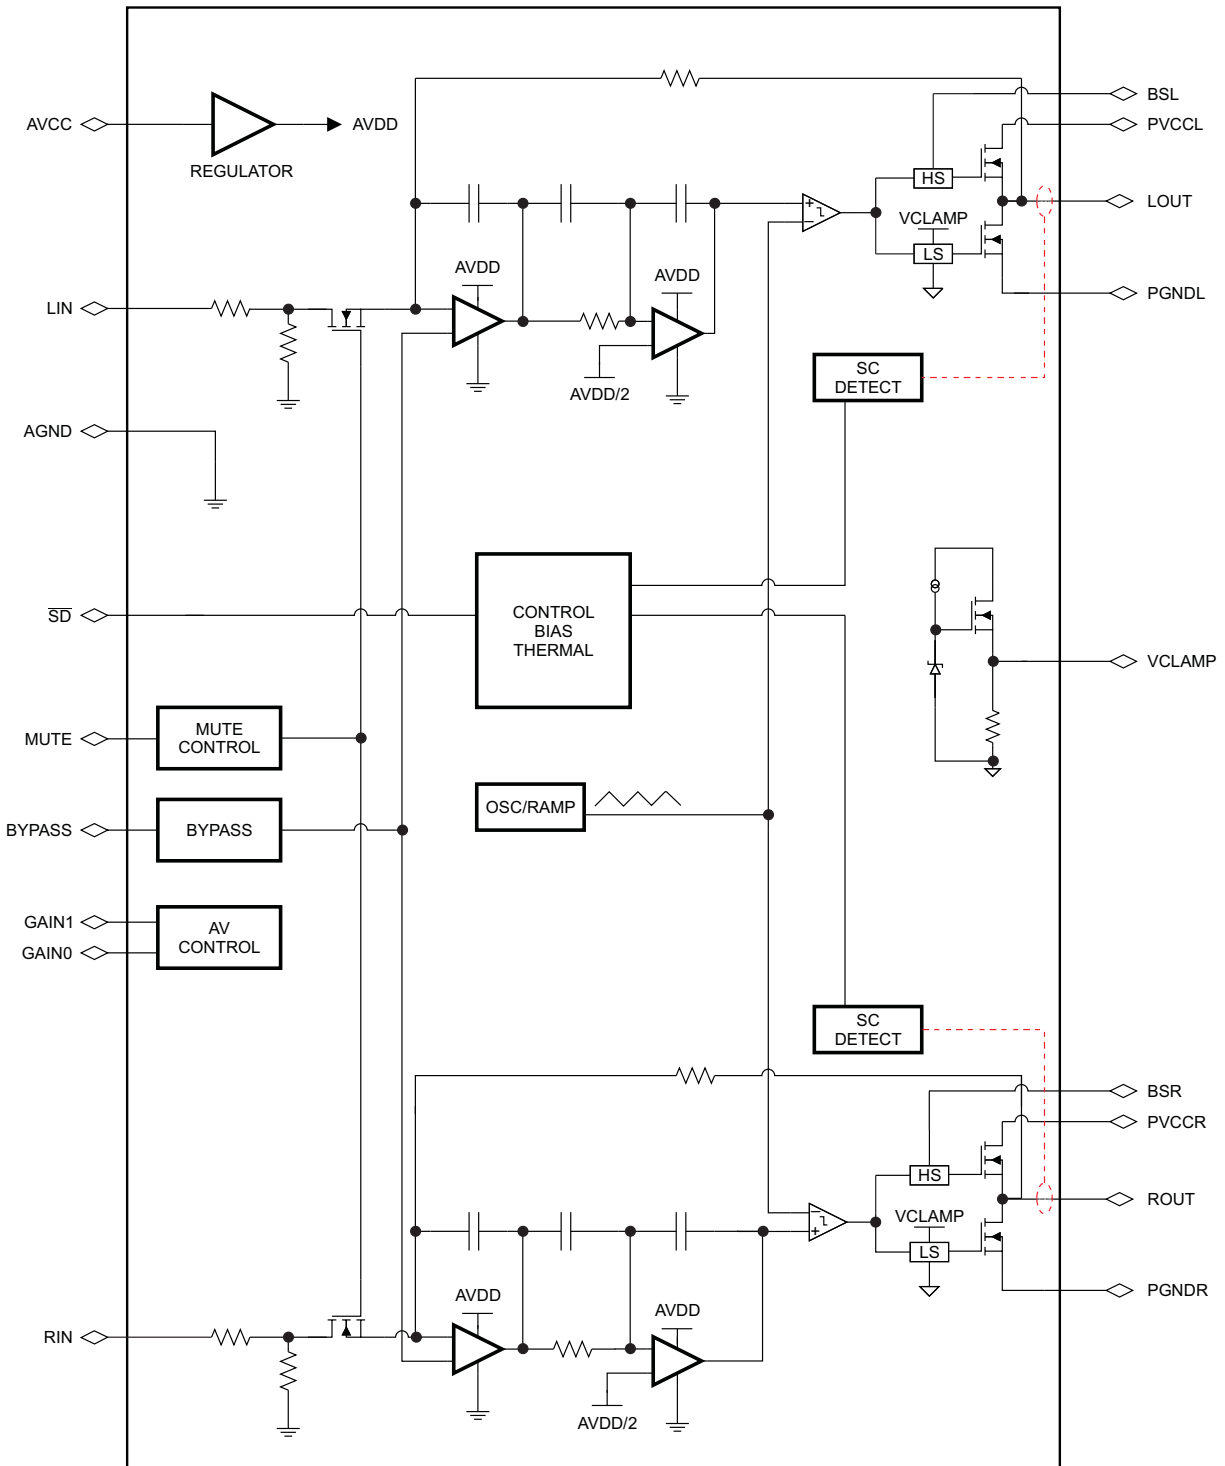 BSL
AVCC
AVDD
PVCCL
REGULATOR
HS
VCLAMP
LOUT
LS
AVDD
AVDD
LIN
PGNDL
AVDD/2
SC
DETECT
AGND
SD
CONTROL
BIAS
THERMAL
VCLAMP
MUTE
MUTE
CONTROL
OSC/RAMP
BYPASS
BYPASS
GAIN1
GAIN0
AV
CONTROL
SC
DETECT
BSR
PVCCR
HS
ROUT
VCLAMP
LS
AVDD
AVDD
PGNDR
RIN
AVDD/2